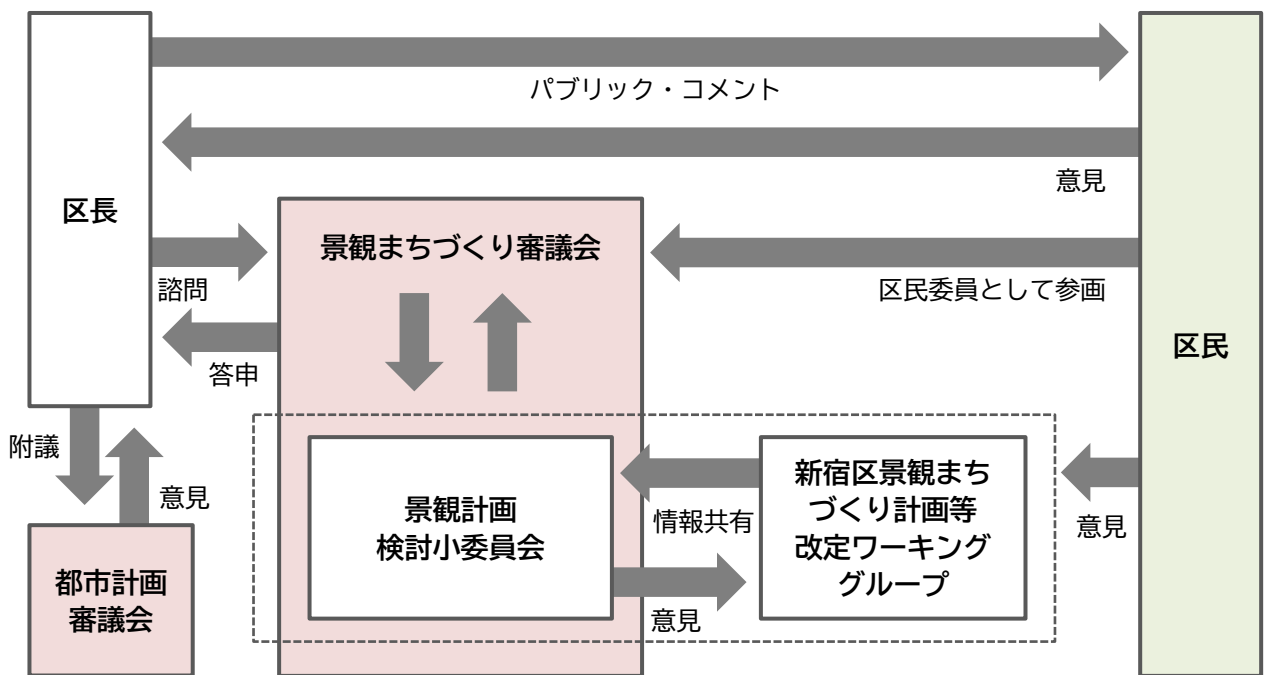 パブリック・コメント
意見
区長
諮問
景観まちづくり審議会
区民委員として参画
答申
区民
附議
意見
都市計画
審議会
景観計画
検討小委員会
情報共有
意見
新宿区景観まち
づくり計画等
改定ワーキング
グループ
意見